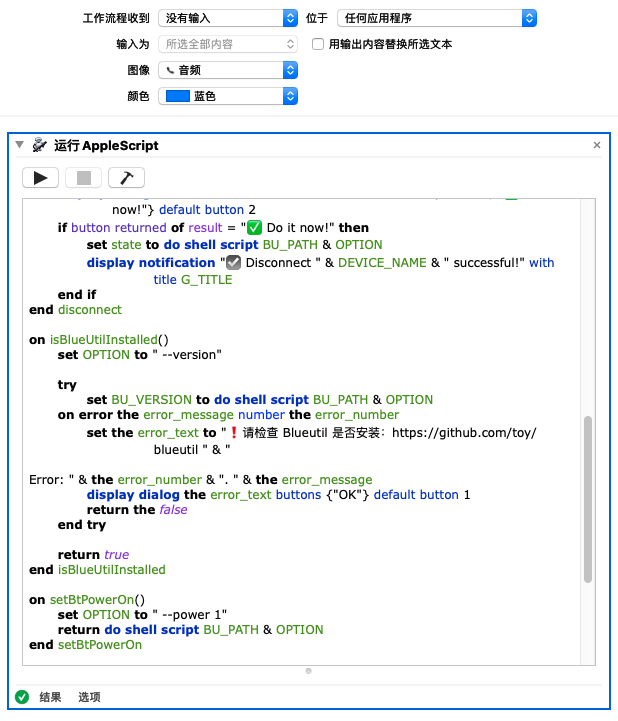 工作流程收到 没有输入 位于 任何应用程序
输入为 所选全部内容 用输出内容替换所选文本
图像 音频
颜色 蓝色
运行 AppleScript
now!"} default button 2
if button returned of result = "✅ Do it now!" then
set state to do shell script BU_PATH & OPTION
display notification "☑️ Disconnect " & DEVICE_NAME & " successful!" with
title G_TITLE
end if
end disconnect
on isBlueUtilInstalled()
set OPTION to " --version"
try
set BU_VERSION to do shell script BU_PATH & OPTION
on error the error_message number the error_number
set the error_text to "❗请检查 Blueutil 是否安装：https://github.com/toy/
blueutil " & "
Error: " & the error_number & ". " & the error_message
display dialog the error_text buttons {"OK"} default button 1
return the false
end try
return true
end isBlueUtilInstalled
on setBtPowerOn()
set OPTION to " --power 1"
return do shell script BU_PATH & OPTION
end setBtPowerOn
结果 选项